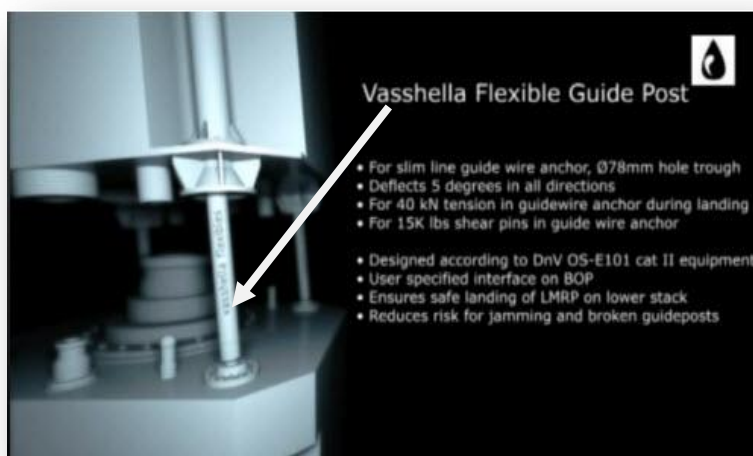 Vasshella Flexible Guide Post
• For slim line guide wire anchor, Ø78mm hole trough
• Deflects 5 degrees in all directions
• For 40 kN tension in guidewire anchor during landing
• For 15K lbs shear pins in guide wire anchor
• Designed according to DnV OS-E101 cat II equipment
• User specified interface on BOP
• Ensures safe landing of LMRP on lower stack
• Reduces risk for jamming and broken guideposts